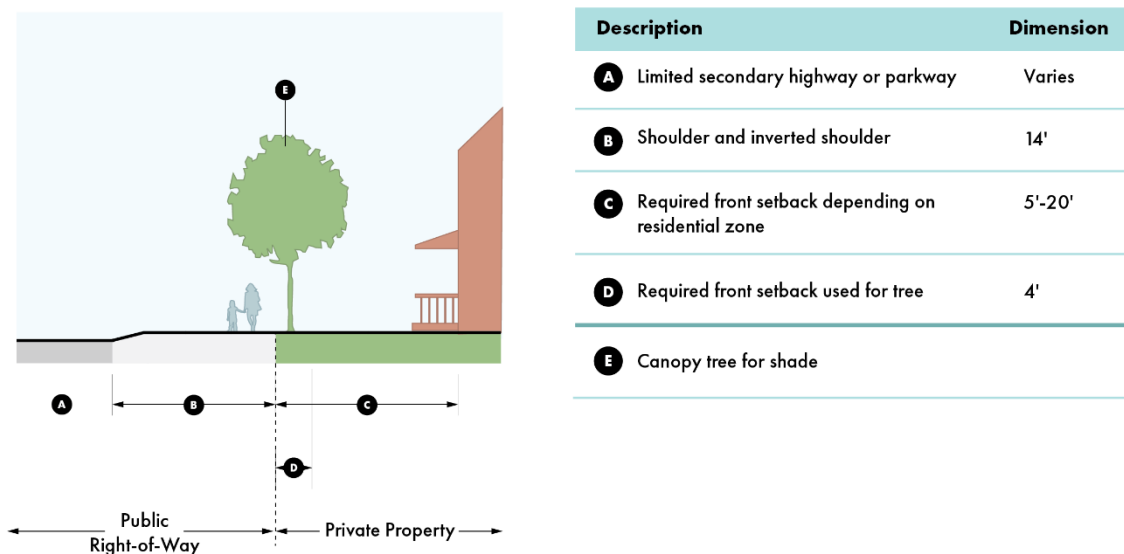 E
A
B
C
D
Public
Right-of-Way
Private Property
Description Dimension
A Limited secondary highway or parkway Varies
B Shoulder and inverted shoulder 14'
C Required front setback depending on 5'-20'
residential zone
D Required front setback used for tree 4'
E Canopy tree for shade